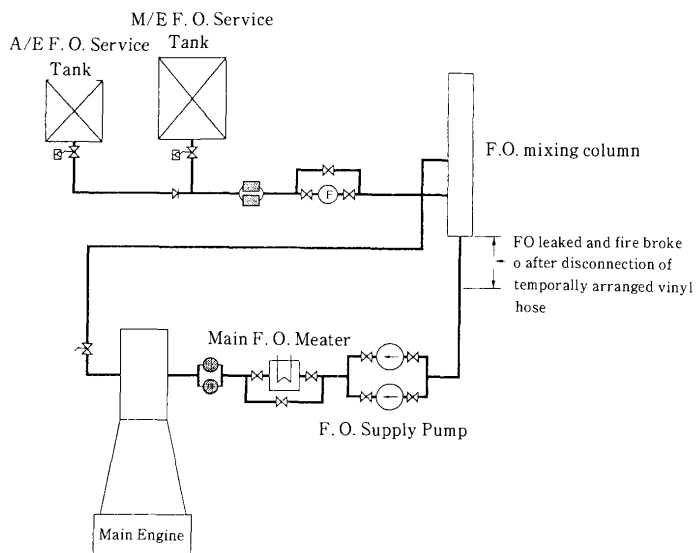 M/E F. O. Service
Tank
A/E F. O. Service
Tank
F.O. mixing column
F
FO leaked and fire broke
o after disconnection of
temporally arranged vinyl
hose
Main F. O. Meater
F. O. Supply Pump
Main Engine